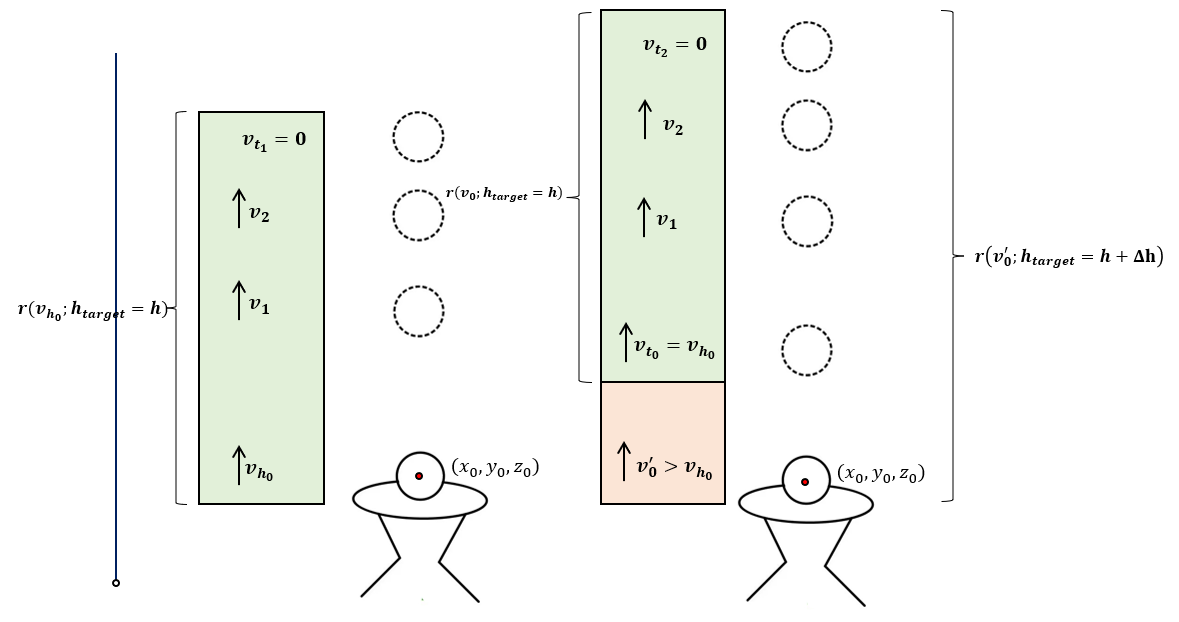 v_{t_1} = 0
v_2
v_1
r(v_{h_0}; h_{target} = h)
v_{h_0}
(x_0, y_0, z_0)
v_{t_2} = 0
v_2
r(v_0; h_{target} = h)
v_1
v_{t_0} = v_{h_0}
v'_0 > v_{h_0}
(x_0, y_0, z_0)
r(v'_0; h_{target} = h + Δh)